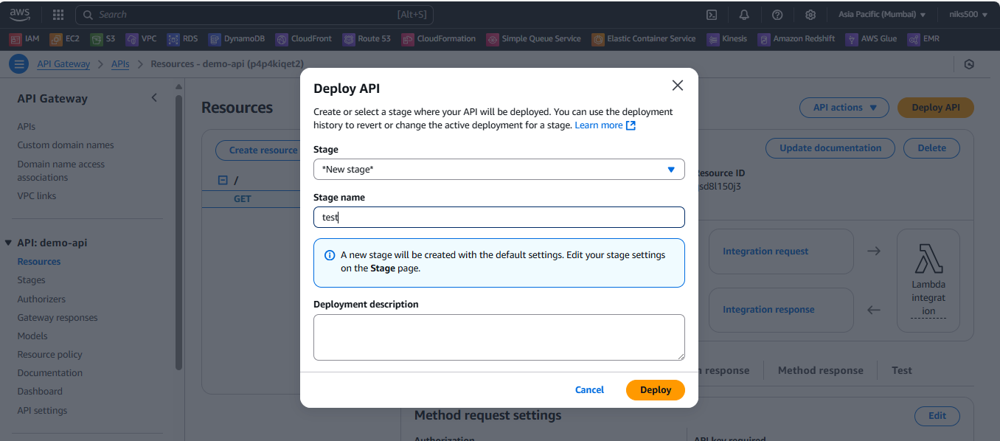 aws
Search
[Alt+S]
Asia Pacific (Mumbai)
niks500
IAM
EC2
S3
VPC
RDS
DynamoDB
CloudFront
Route 53
CloudFormation
Simple Queue Service
Elastic Container Service
Kinesis
Amazon Redshift
AWS Glue
EMR
API Gateway
APIs
Resources - demo-api (p4p4kiqet2)
API Gateway
APIs
Custom domain names
Domain name access
associations
VPC links
API: demo-api
Resources
Stages
Authorizers
Gateway responses
Models
Resource policy
Documentation
Dashboard
API settings
Resources
API actions
Deploy API
Create resource
/
GET
Update documentation
Delete
Resource ID
Integration request
Integration response
Lambda
integrat
ion
response
Method response
Test
Method request settings
Edit
Authorization
API key required
Deploy API
Create or select a stage where your API will be deployed. You can use the deployment
history to revert or change the active deployment for a stage. Learn more
Stage
*New stage*
Stage name
test
A new stage will be created with the default settings. Edit your stage settings
on the Stage page.
Deployment description
Cancel
Deploy